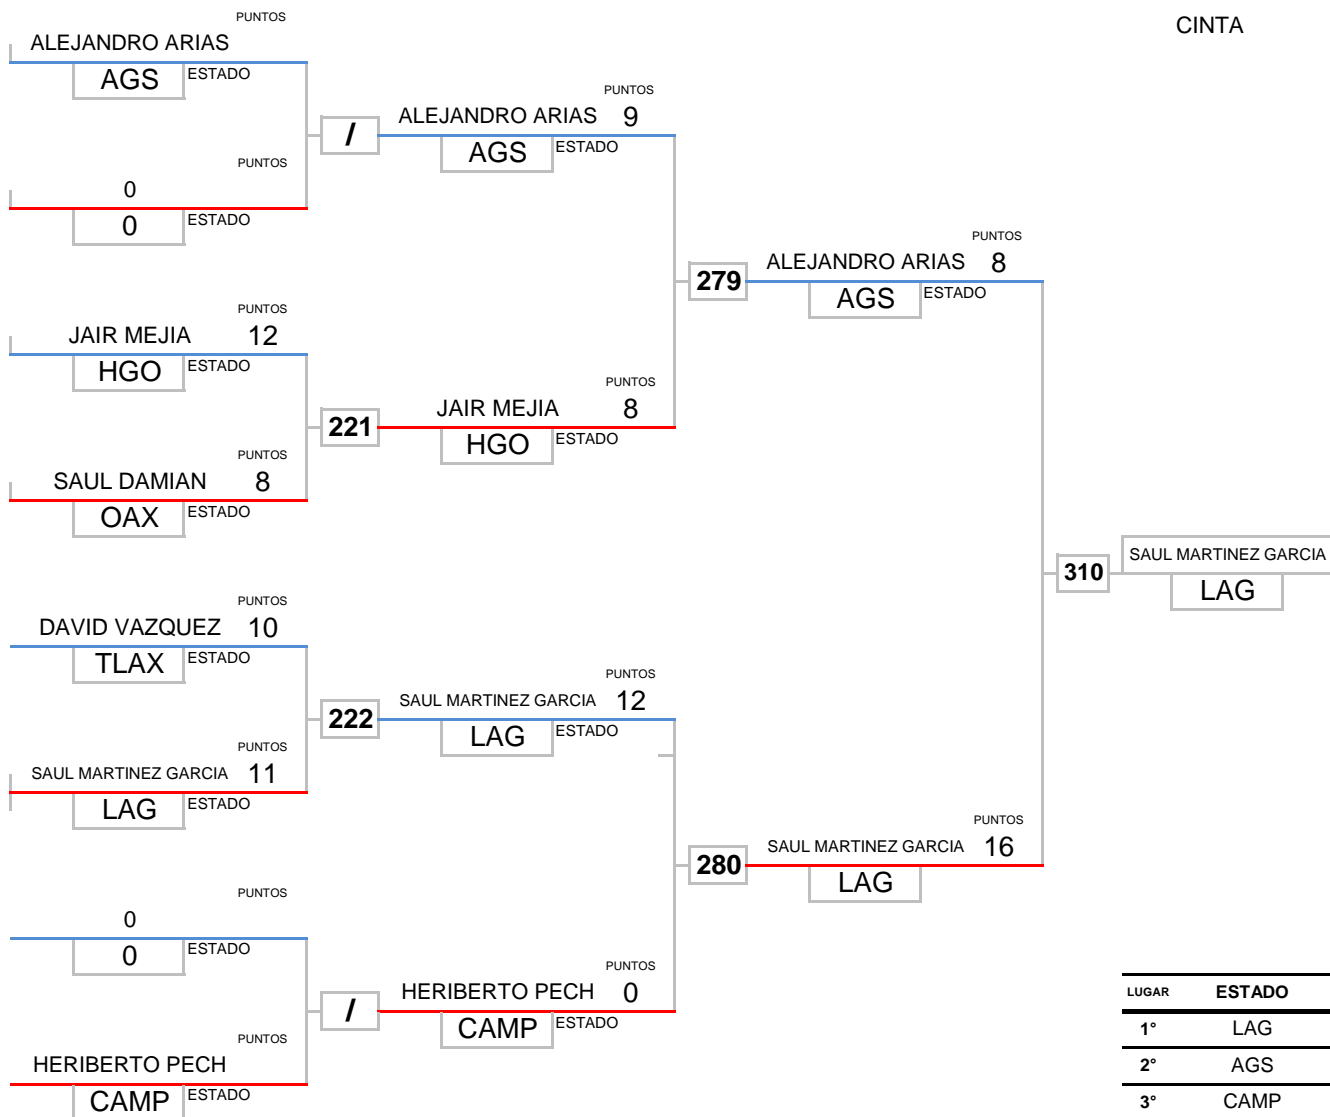 PUNTOS
CINTA
ALEJANDRO ARIAS
AGS ESTADO
PUNTOS
ALEJANDRO ARIAS 9
/
AGS ESTADO
PUNTOS
0
0 ESTADO
PUNTOS
ALEJANDRO ARIAS 8
279
AGS ESTADO
PUNTOS
JAIR MEJIA 12
HGO ESTADO
PUNTOS
JAIR MEJIA 8
221
HGO ESTADO
PUNTOS
SAUL DAMIAN 8
OAX ESTADO
SAUL MARTINEZ GARCIA
310
LAG
PUNTOS
DAVID VAZQUEZ 10
TLAX ESTADO
PUNTOS
SAUL MARTINEZ GARCIA 12
222
LAG ESTADO
PUNTOS
SAUL MARTINEZ GARCIA 11
LAG ESTADO
PUNTOS
SAUL MARTINEZ GARCIA 16
280
LAG
PUNTOS
0
0 ESTADO
PUNTOS
HERIBERTO PECH 0
/
CAMP ESTADO
PUNTOS
HERIBERTO PECH
CAMP ESTADO
LUGAR ESTADO
1° LAG
2° AGS
3° CAMP